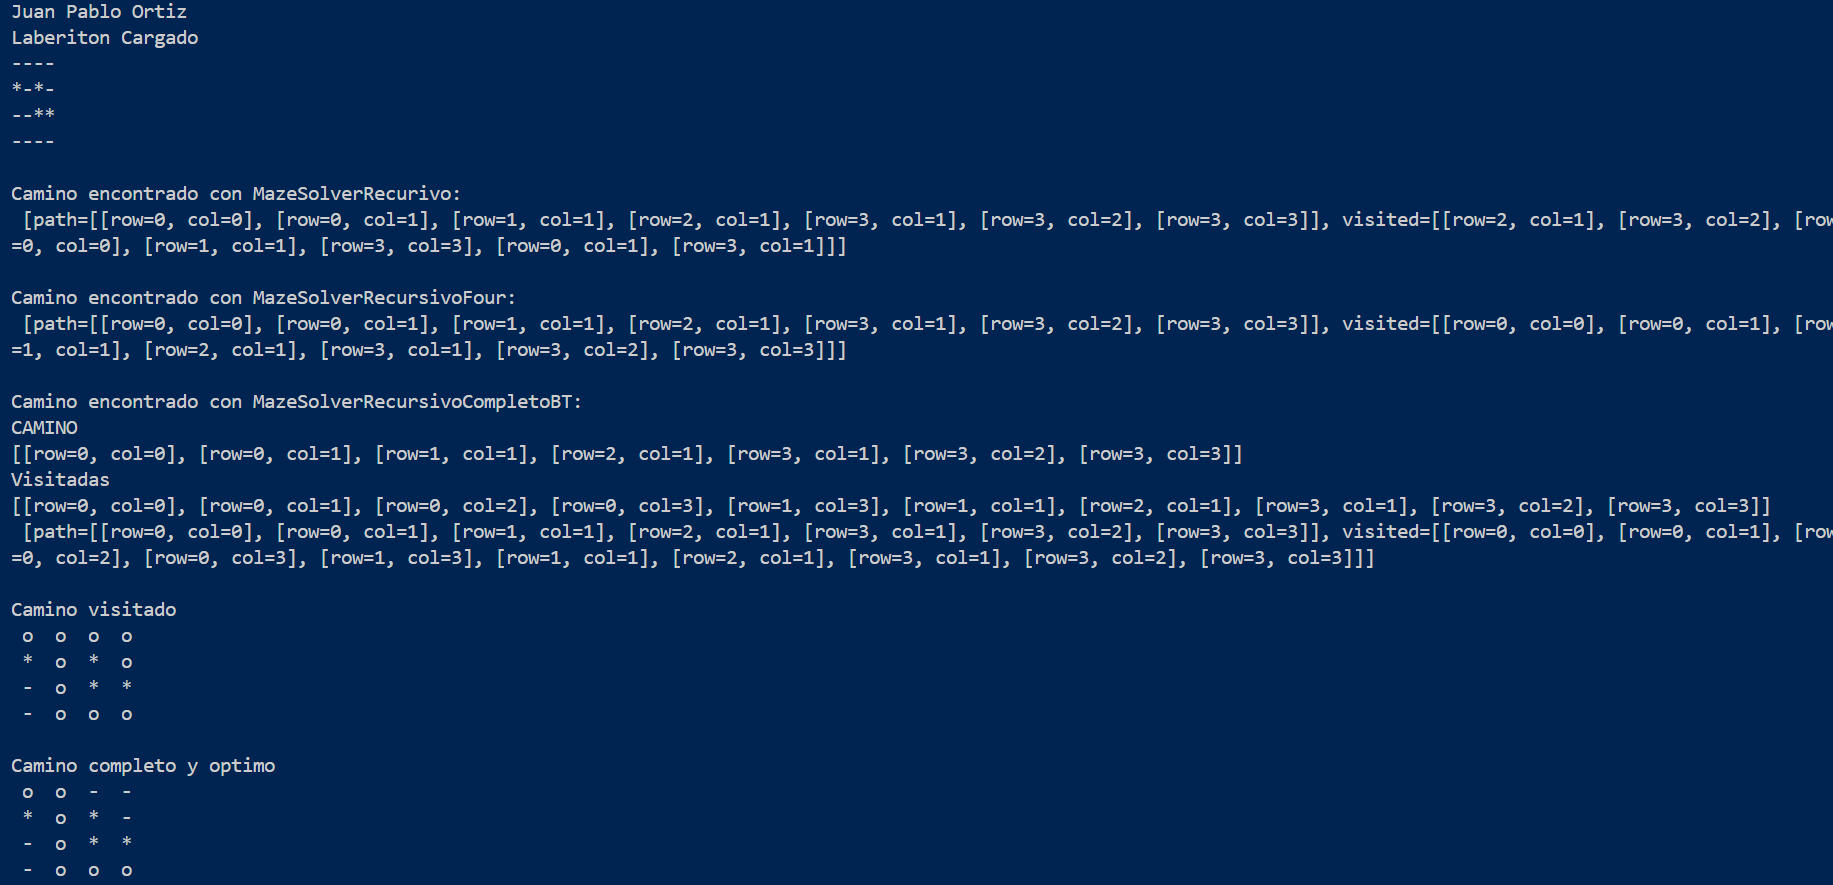 Juan Pablo Ortiz
Laberiton Cargado
----
*-*-
--**
----
Camino encontrado con MazeSolverRecurivo:
[path=[[row=0, col=0], [row=0, col=1], [row=1, col=1], [row=2, col=1], [row=3, col=1], [row=3, col=2], [row=3, col=3]], visited=[[row=2, col=1], [row=3, col=2], [row
=0, col=0], [row=1, col=1], [row=3, col=3], [row=0, col=1], [row=3, col=1]]]
Camino encontrado con MazeSolverRecursivoFour:
[path=[[row=0, col=0], [row=0, col=1], [row=1, col=1], [row=2, col=1], [row=3, col=1], [row=3, col=2], [row=3, col=3]], visited=[[row=0, col=0], [row=0, col=1], [row
=1, col=1], [row=2, col=1], [row=3, col=1], [row=3, col=2], [row=3, col=3]]]
Camino encontrado con MazeSolverRecursivoCompletoBT:
CAMINO
[[row=0, col=0], [row=0, col=1], [row=1, col=1], [row=2, col=1], [row=3, col=1], [row=3, col=2], [row=3, col=3]]
Visitadas
[[row=0, col=0], [row=0, col=1], [row=0, col=2], [row=0, col=3], [row=1, col=3], [row=1, col=1], [row=2, col=1], [row=3, col=1], [row=3, col=2], [row=3, col=3]]
[path=[[row=0, col=0], [row=0, col=1], [row=1, col=1], [row=2, col=1], [row=3, col=1], [row=3, col=2], [row=3, col=3]], visited=[[row=0, col=0], [row=0, col=1], [row
=0, col=2], [row=0, col=3], [row=1, col=3], [row=1, col=1], [row=2, col=1], [row=3, col=1], [row=3, col=2], [row=3, col=3]]]
Camino visitado
o o o o
* o * o
- o * *
- o o o
Camino completo y optimo
o o - -
* o * -
- o * *
- o o o